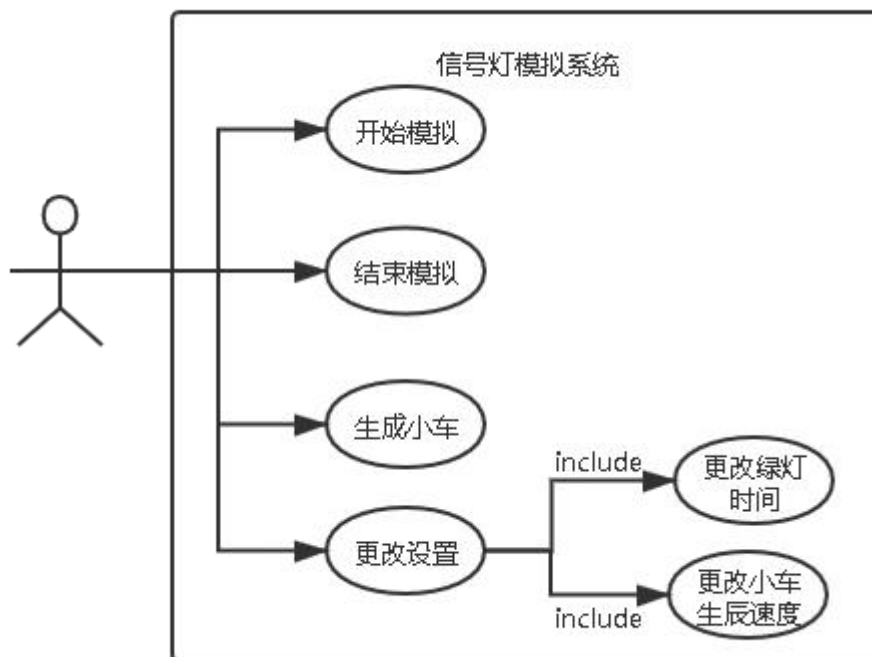 信号灯模拟系统
开始模拟
结束模拟
生成小车
更改设置
include
更改绿灯
时间
include
更改小车
生辰速度